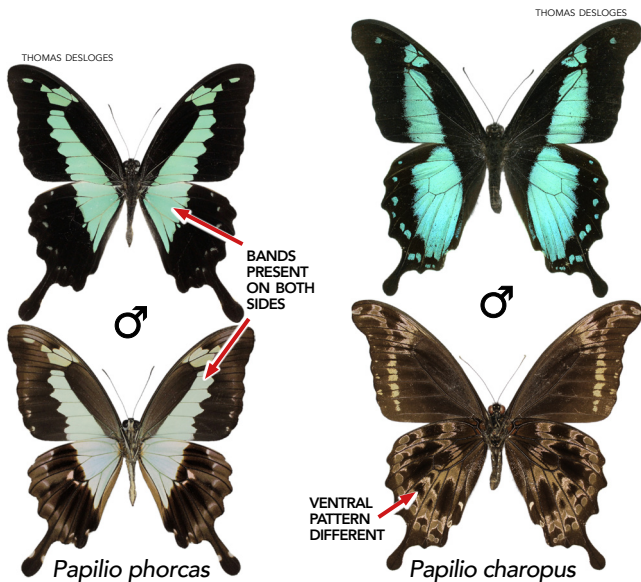 THOMAS DESLOGES
THOMAS DESLOGES
BANDS
PRESENT
ON BOTH
SIDES
♂
♂
VENTRAL
PATTERN
DIFFERENT
Papilio phorcas
Papilio charopus